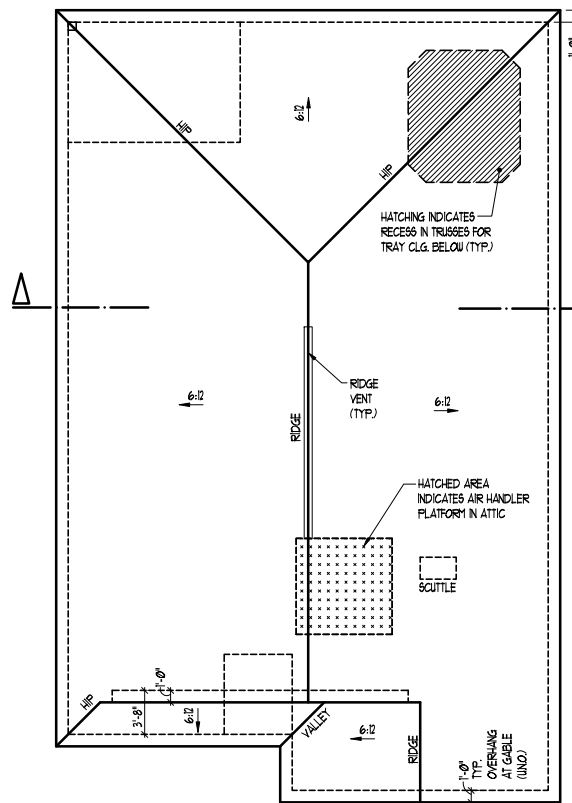 1'-0"
6:12
HIP
HIP
HATCHING INDICATES
RECESS IN TRUSSES FOR
TRAY CLG. BELOW (TYP.)
6:12
RIDGE
VENT
(TYP.)
6:12
RIDGE
HATCHED AREA
INDICATES AIR HANDLER
PLATFORM IN ATTIC
SCUTTLE
HIP
3'-8"
1'-0"
6:12
VALLEY
6:12
RIDGE
1'-0"
TYP.
OVERHANG
AT GABLE
(U.N.O.)